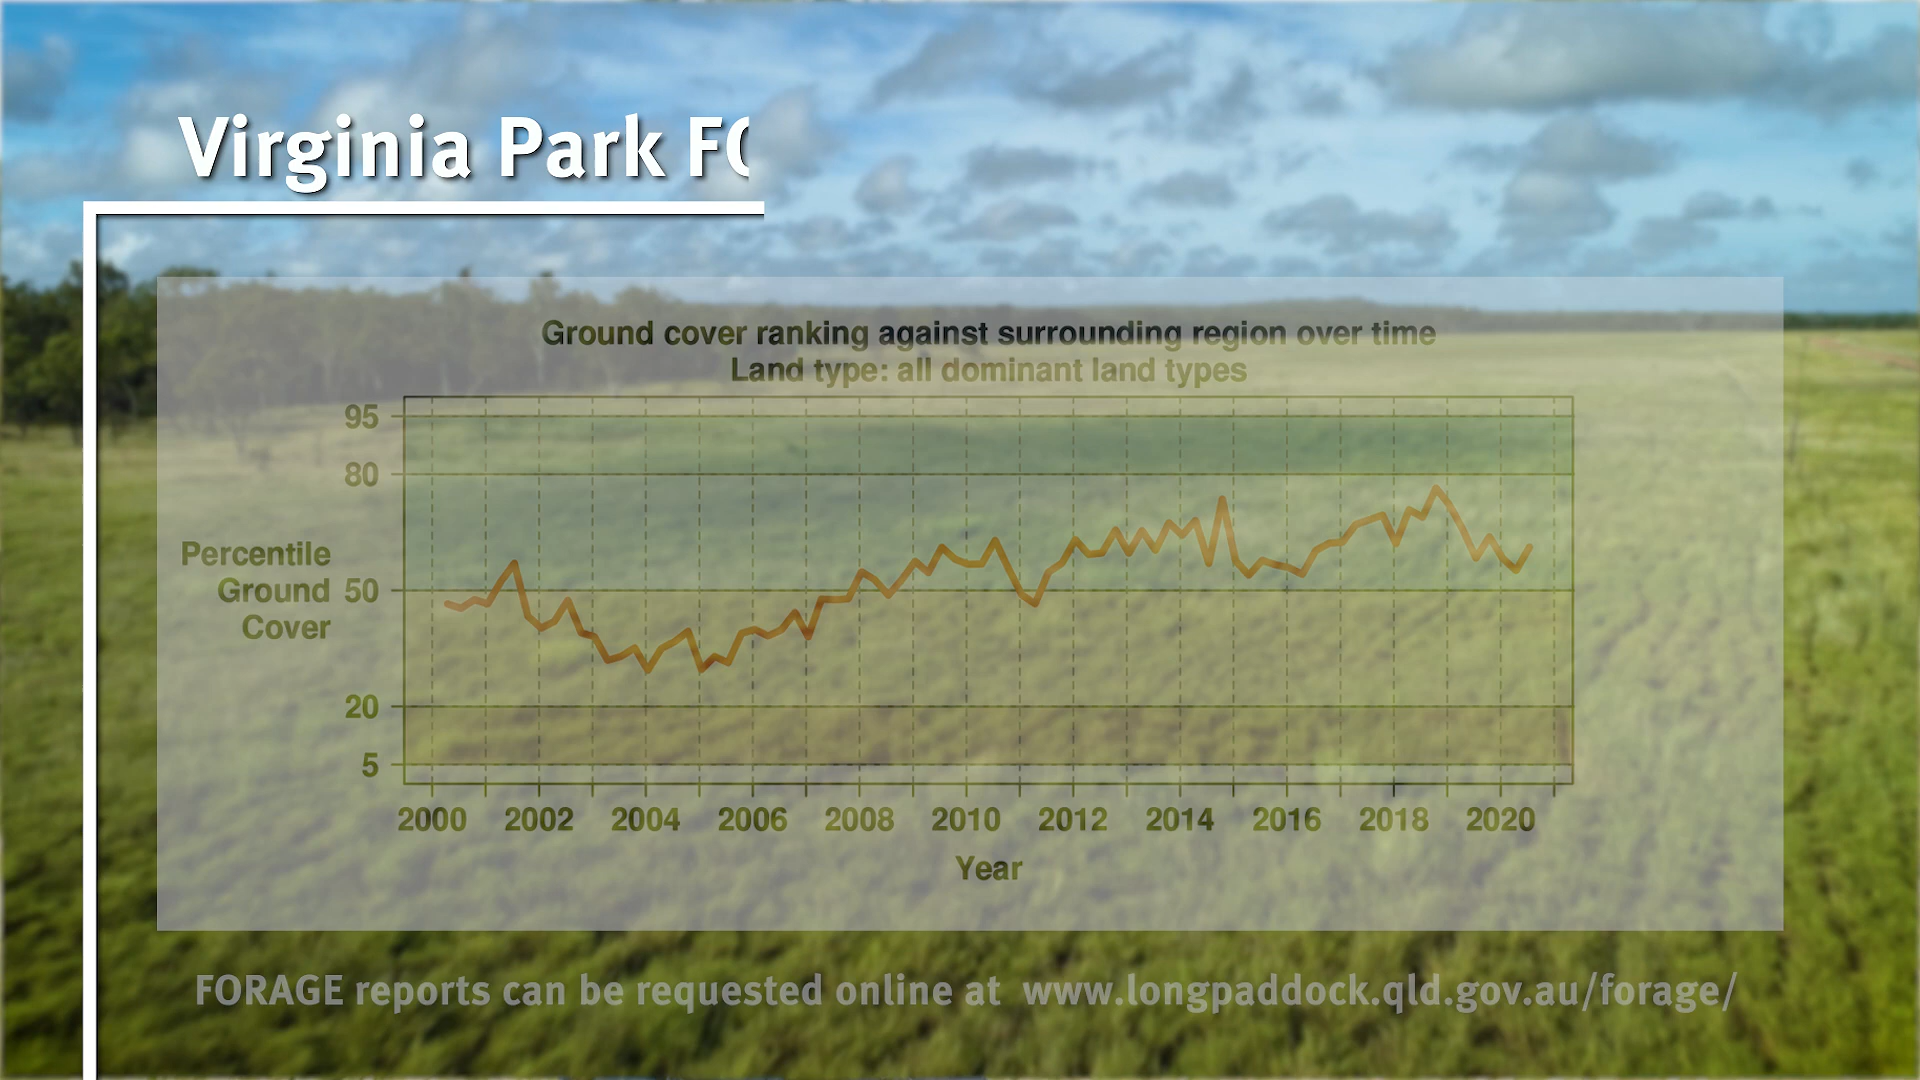 Virginia Park FO
Ground cover ranking against surrounding region over time
Land type: all dominant land types
95
80
Percentile
Ground
Cover
50
20
5
2000 2002 2004 2006 2008 2010 2012 2014 2016 2018 2020
Year
FORAGE reports can be requested online at www.longpaddock.qld.gov.au/forage/